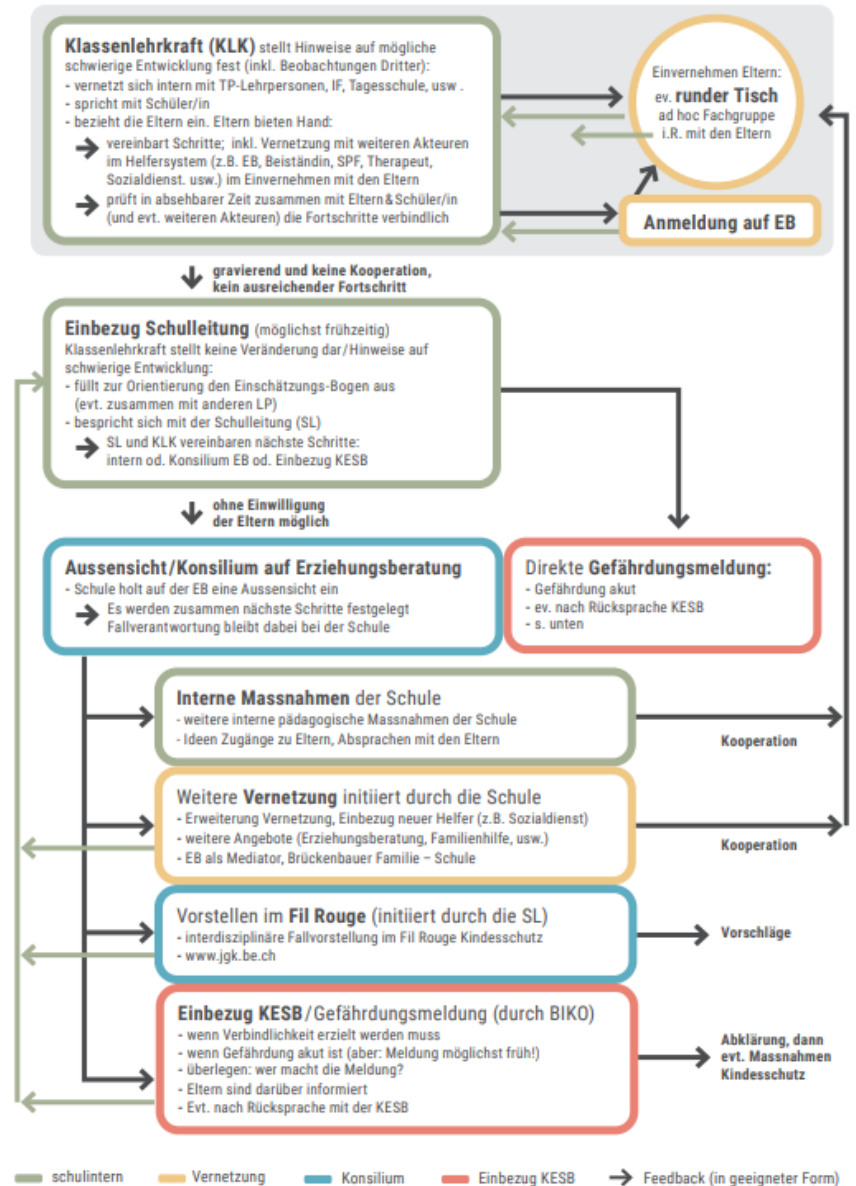 Klassenlehrkraft (KLK) stellt Hinweise auf mögliche
schwierige Entwicklung fest (inkl. Beobachtungen Dritter):
- vernetzt sich intern mit TP-Lehrpersonen, IF, Tagesschule, usw .
- spricht mit Schüler/in
- bezieht die Eltern ein. Eltern bieten Hand:
vereinbart Schritte; inkl. Vernetzung mit weiteren Akteuren
im Helfersystem (z.B. EB, Beiständin, SPF, Therapeut,
Sozialdienst. usw.) im Einvernehmen mit den Eltern
prüft in absehbarer Zeit zusammen mit Eltern & Schüler/in
(und evt. weiteren Akteuren) die Fortschritte verbindlich
Einvernehmen Eltern:
ev. runder Tisch
ad hoc Fachgruppe
i.R. mit den Eltern
Anmeldung auf EB
gravierend und keine Kooperation,
kein ausreichender Fortschritt
Einbezug Schulleitung (möglichst frühzeitig)
Klassenlehrkraft stellt keine Veränderung dar/Hinweise auf
schwierige Entwicklung:
- füllt zur Orientierung den Einschätzungs-Bogen aus
(evt. zusammen mit anderen LP)
- bespricht sich mit der Schulleitung (SL)
SL und KLK vereinbaren nächste Schritte:
intern od. Konsilium EB od. Einbezug KESB
ohne Einwilligung
der Eltern möglich
Aussensicht/Konsilium auf Erziehungsberatung
- Schule holt auf der EB eine Aussensicht ein
Es werden zusammen nächste Schritte festgelegt
Fallverantwortung bleibt dabei bei der Schule
Direkte Gefährdungsmeldung:
- Gefährdung akut
- ev. nach Rücksprache KESB
- s. unten
Interne Massnahmen der Schule
- weitere interne pädagogische Massnahmen der Schule
- Ideen Zugänge zu Eltern, Absprachen mit den Eltern
Kooperation
Weitere Vernetzung initiiert durch die Schule
- Erweiterung Vernetzung, Einbezug neuer Helfer (z.B. Sozialdienst)
- weitere Angebote (Erziehungsberatung, Familienhilfe, usw.)
- EB als Mediator, Brückenbauer Familie – Schule
Kooperation
Vorstellen im Fil Rouge (initiiert durch die SL)
- interdisziplinäre Fallvorstellung im Fil Rouge Kindesschutz
- www.jgk.be.ch
Vorschläge
Einbezug KESB/Gefährdungsmeldung (durch BIKO)
- wenn Verbindlichkeit erzielt werden muss
- wenn Gefährdung akut ist (aber: Meldung möglichst früh!)
- überlegen: wer macht die Meldung?
- Eltern sind darüber informiert
- Evt. nach Rücksprache mit der KESB
Abklärung, dann
evt. Massnahmen
Kindesschutz
schulintern Vernetzung Konsilium Einbezug KESB Feedback (in geeigneter Form)